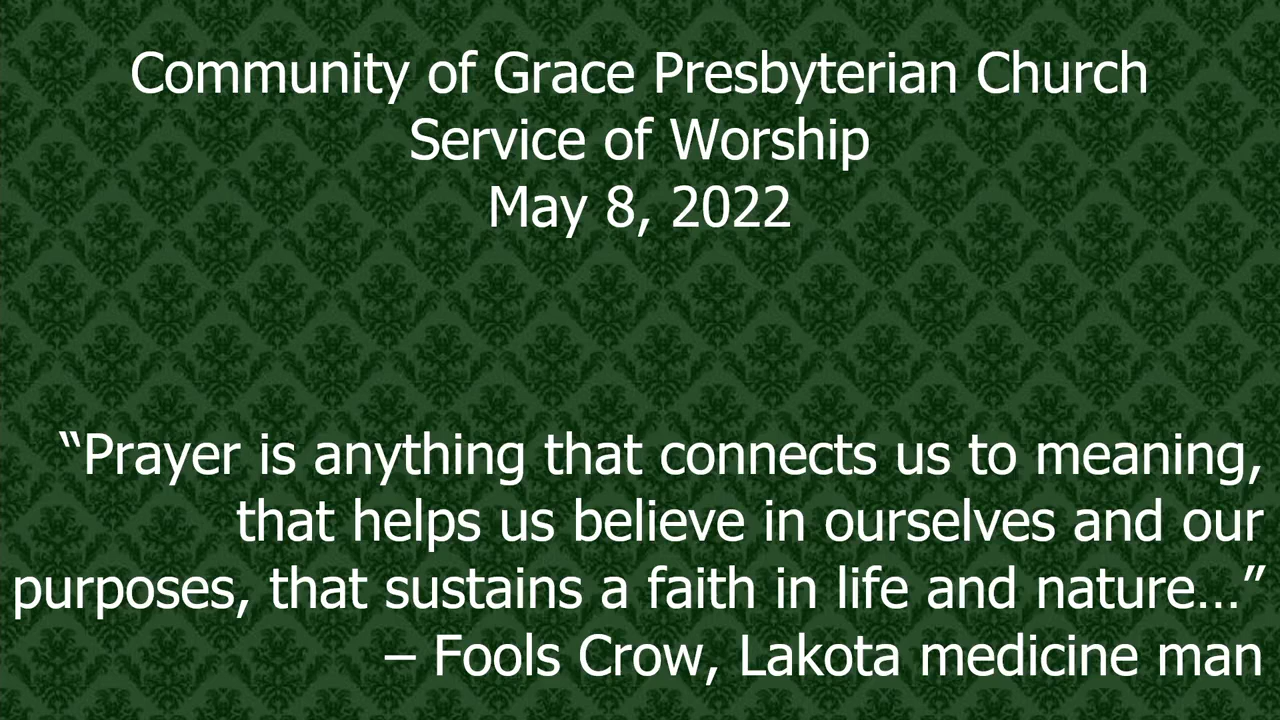 Community of Grace Presbyterian Church
Service of Worship
May 8, 2022
“Prayer is anything that connects us to meaning,
that helps us believe in ourselves and our
purposes, that sustains a faith in life and nature…”
– Fools Crow, Lakota medicine man